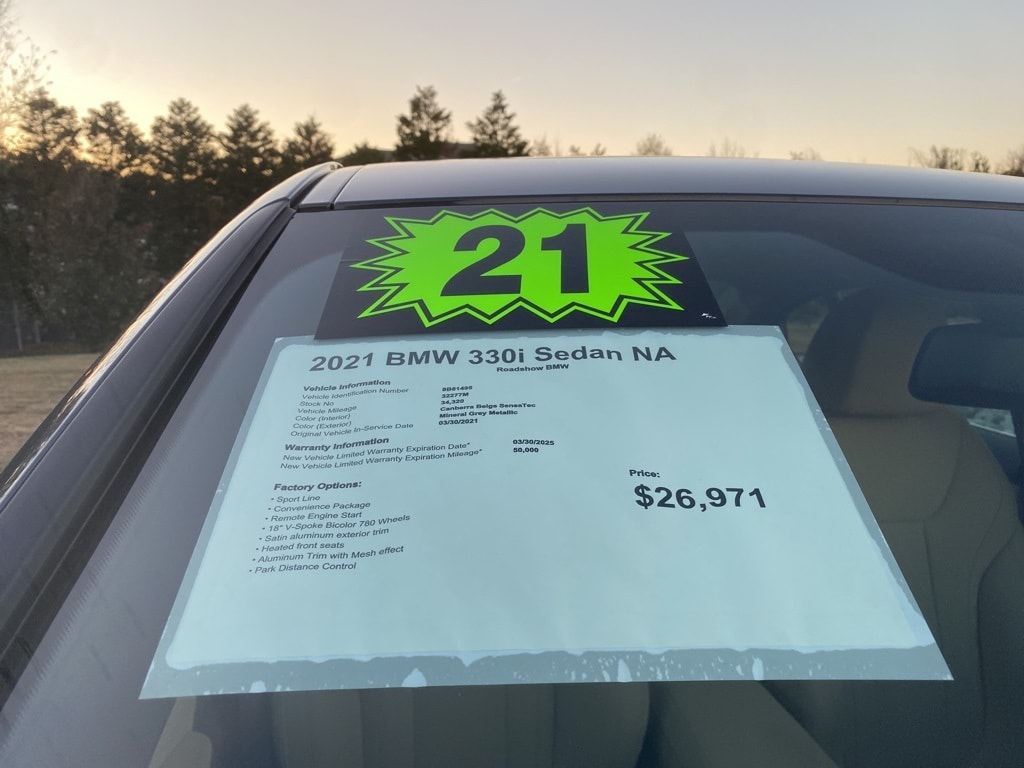 21
2021 BMW 330i Sedan NA
Roadshow BMW
Vehicle Information
Vehicle Identification Number 8B81495
Stock No 32277M
Vehicle Mileage 34,320
Color (Interior) Canberra Beige SensaTec
Color (Exterior) Mineral Grey Metallic
Original Vehicle In-Service Date 03/30/2021
Warranty Information
New Vehicle Limited Warranty Expiration Date* 03/30/2025
New Vehicle Limited Warranty Expiration Mileage* 50,000
Factory Options:
• Sport Line
• Convenience Package
• Remote Engine Start
• 18" V-Spoke Bicolor 780 Wheels
• Satin aluminum exterior trim
• Heated front seats
• Aluminum Trim with Mesh effect
• Park Distance Control
Price:
$26,971